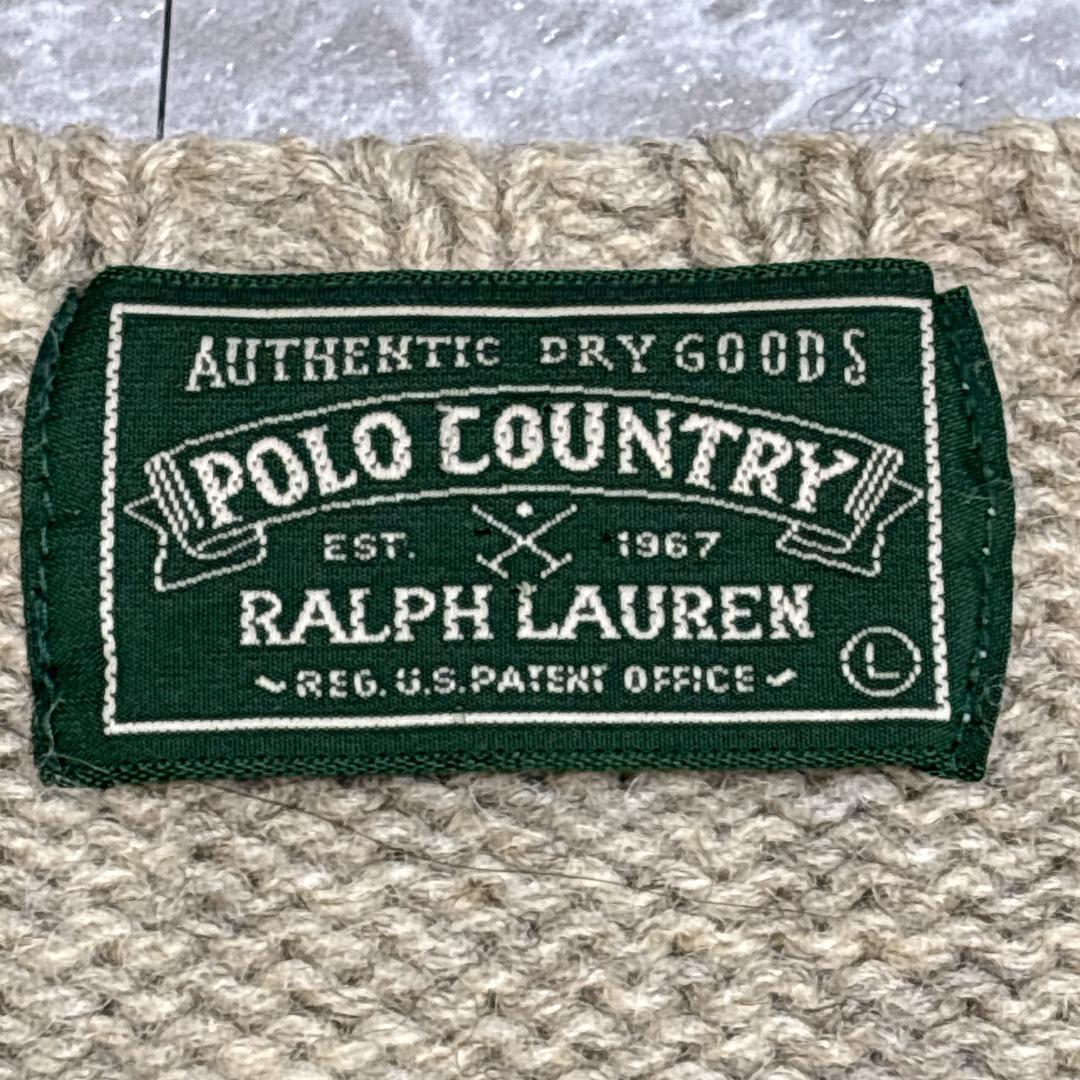 AUTHENTIC DRY GOODS
POLO COUNTRY
EST. 1967
RALPH LAUREN
REG. U.S. PATENT OFFICE
L